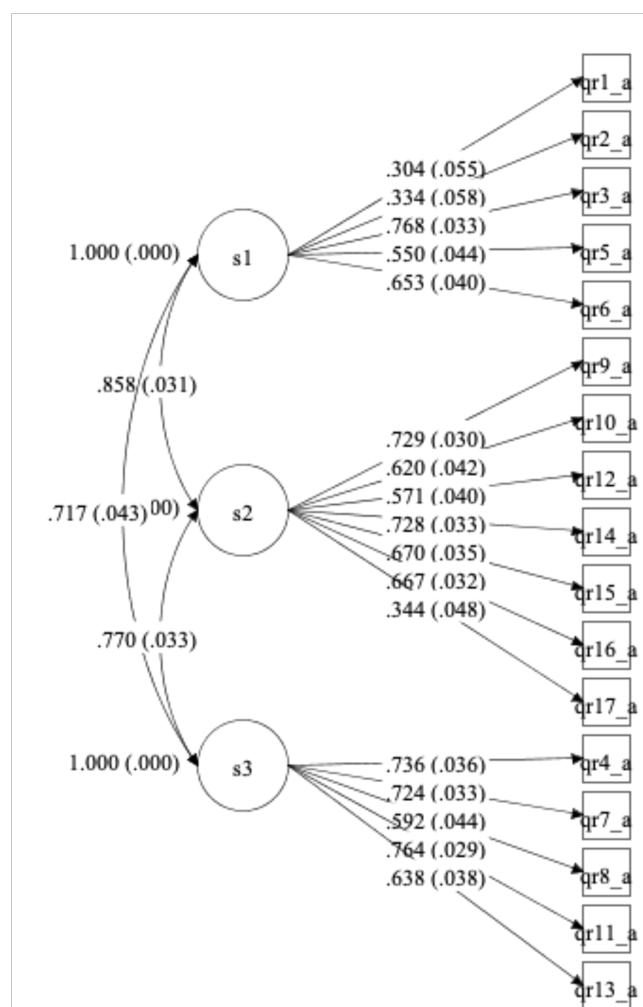 qr1_a
qr2_a
.304 (.055)
qr3_a
.334 (.058)
.768 (.033)
1.000 (.000)
s1
.550 (.044)
qr5_a
.653 (.040)
qr6_a
qr9_a
.858 (.031)
qr10_a
.729 (.030)
.620 (.042)
qr12_a
.571 (.040)
.717 (.043)
00)
s2
.728 (.033)
qr14_a
.670 (.035)
.667 (.032)
qr15_a
.344 (.048)
.770 (.033)
qr16_a
qr17_a
1.000 (.000)
s3
.736 (.036)
qr4_a
.724 (.033)
.592 (.044)
qr7_a
.764 (.029)
.638 (.038)
qr8_a
qr11_a
qr13_a